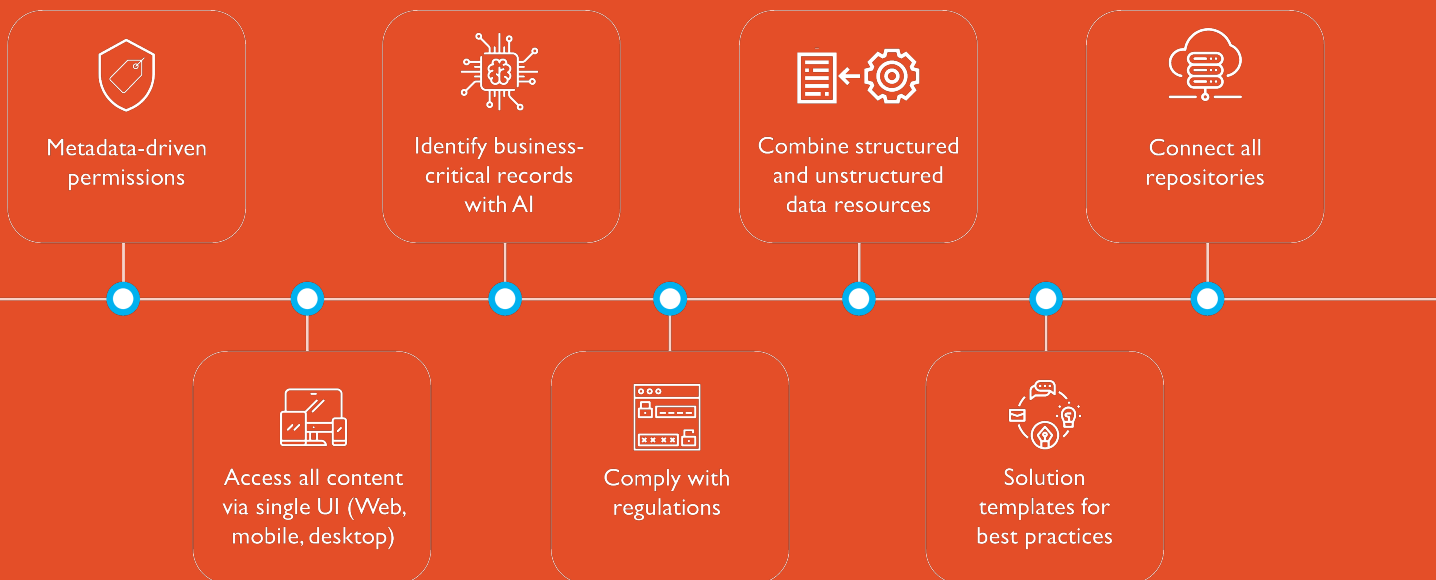 Metadata-driven
permissions
Identify business-
critical records
with AI
Combine structured
and unstructured
data resources
Connect all
repositories
Access all content
via single UI (Web,
mobile, desktop)
Comply with
regulations
Solution
templates for
best practices